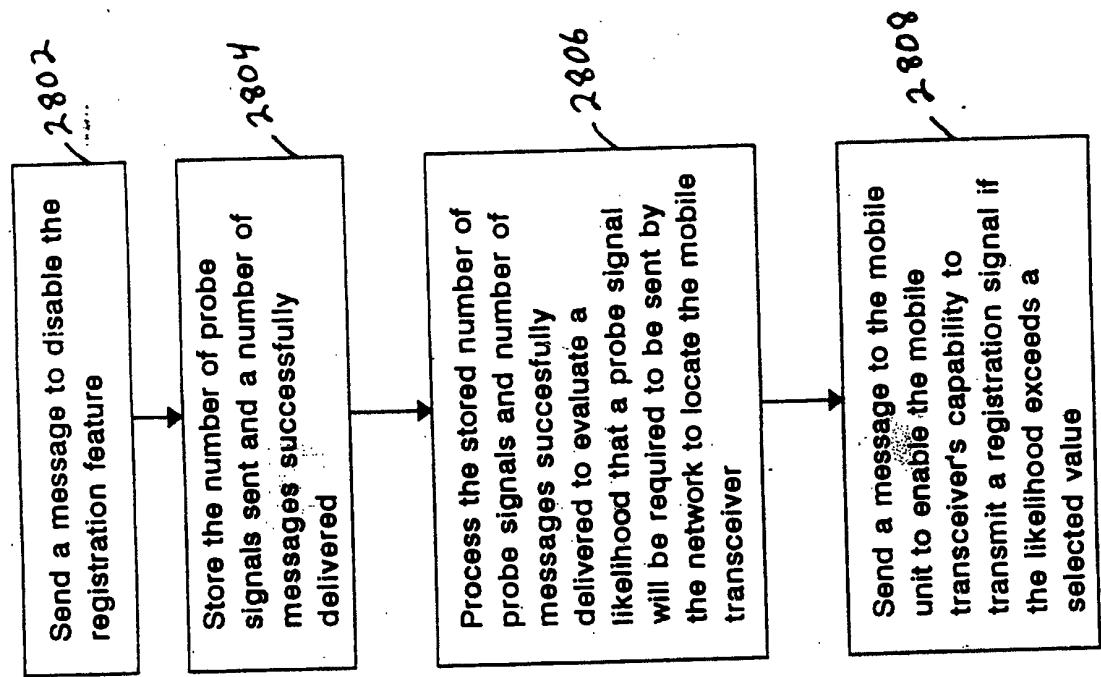 Send a message to disable the
registration feature
2802
Store the number of probe
signals sent and a number of
messages successfully
delivered
2804
Process the stored number of
probe signals and number of
messages succesfully
delivered to evaluate a
likelihood that a probe signal
will be required to be sent by
the network to locate the mobile
transceiver
2806
Send a message to the mobile
unit to enable the mobile
transceiver's capability to
transmit a registration signal if
the likelihood exceeds a
selected value
2808